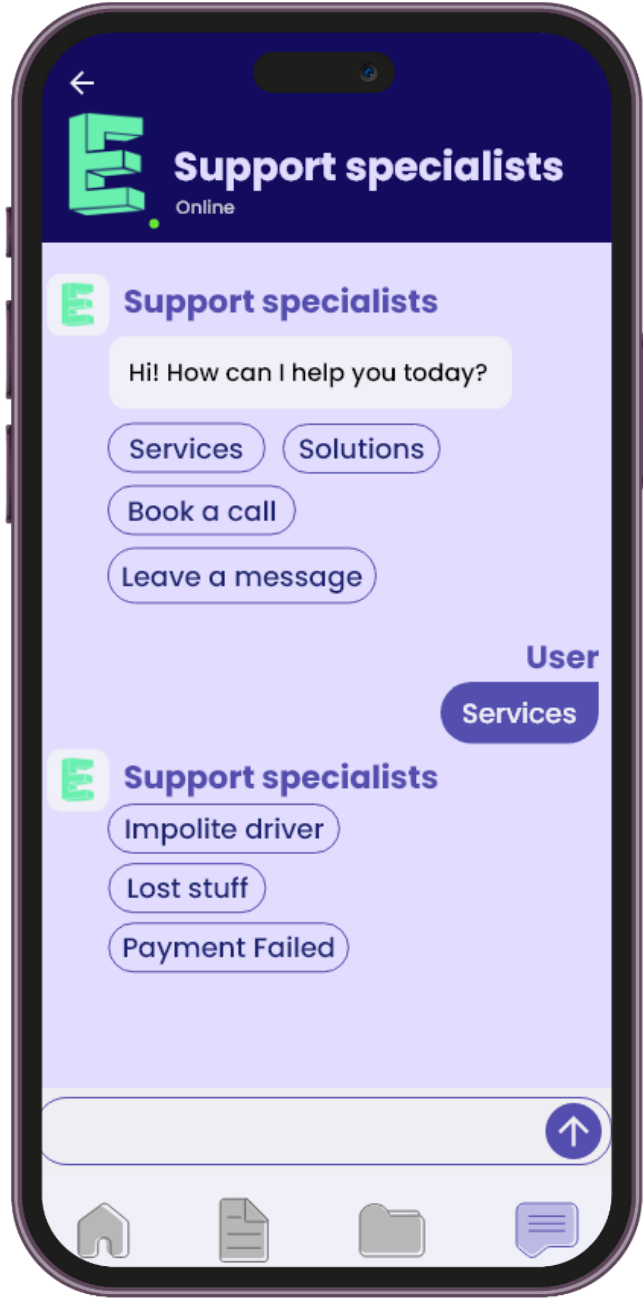 E
Support specialists
Online
E
Support specialists
Hi! How can I help you today?
Services
Solutions
Book a call
Leave a message
User
Services
E
Support specialists
Impolite driver
Lost stuff
Payment Failed